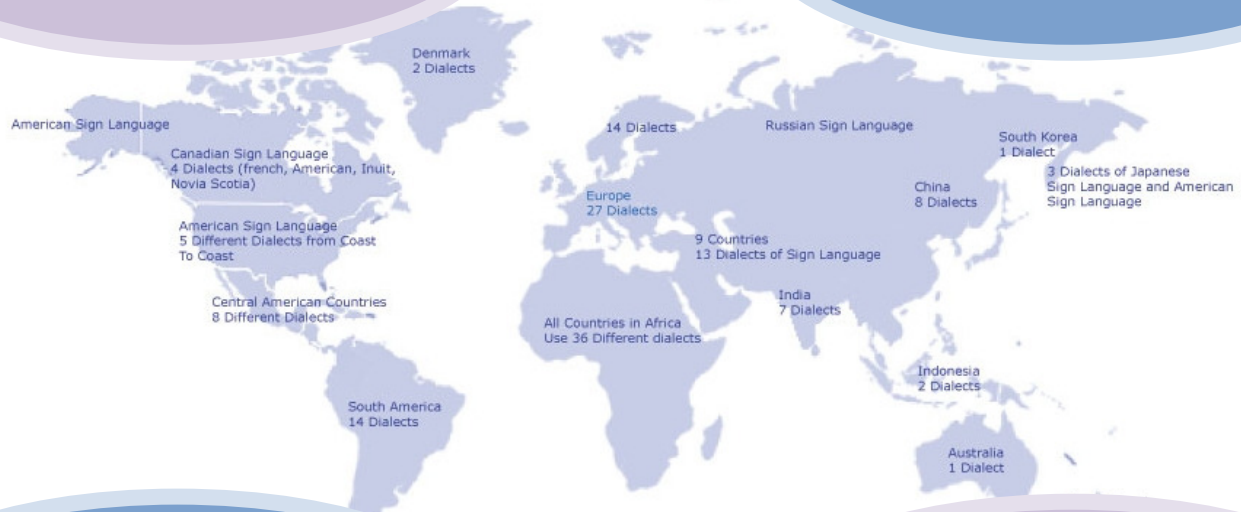 Denmark
2 Dialects
American Sign Language
14 Dialects
Russian Sign Language
South Korea
1 Dialect
Canadian Sign Language
4 Dialects (french, American, Inuit,
Novia Scotia)
3 Dialects of Japanese
Sign Language and American
Sign Language
China
8 Dialects
Europe
27 Dialects
American Sign Language
5 Different Dialects from Coast
To Coast
9 Countries
13 Dialects of Sign Language
Central American Countries
8 Different Dialects
India
7 Dialects
All Countries in Africa
Use 36 Different dialects
Indonesia
2 Dialects
South America
14 Dialects
Australia
1 Dialect